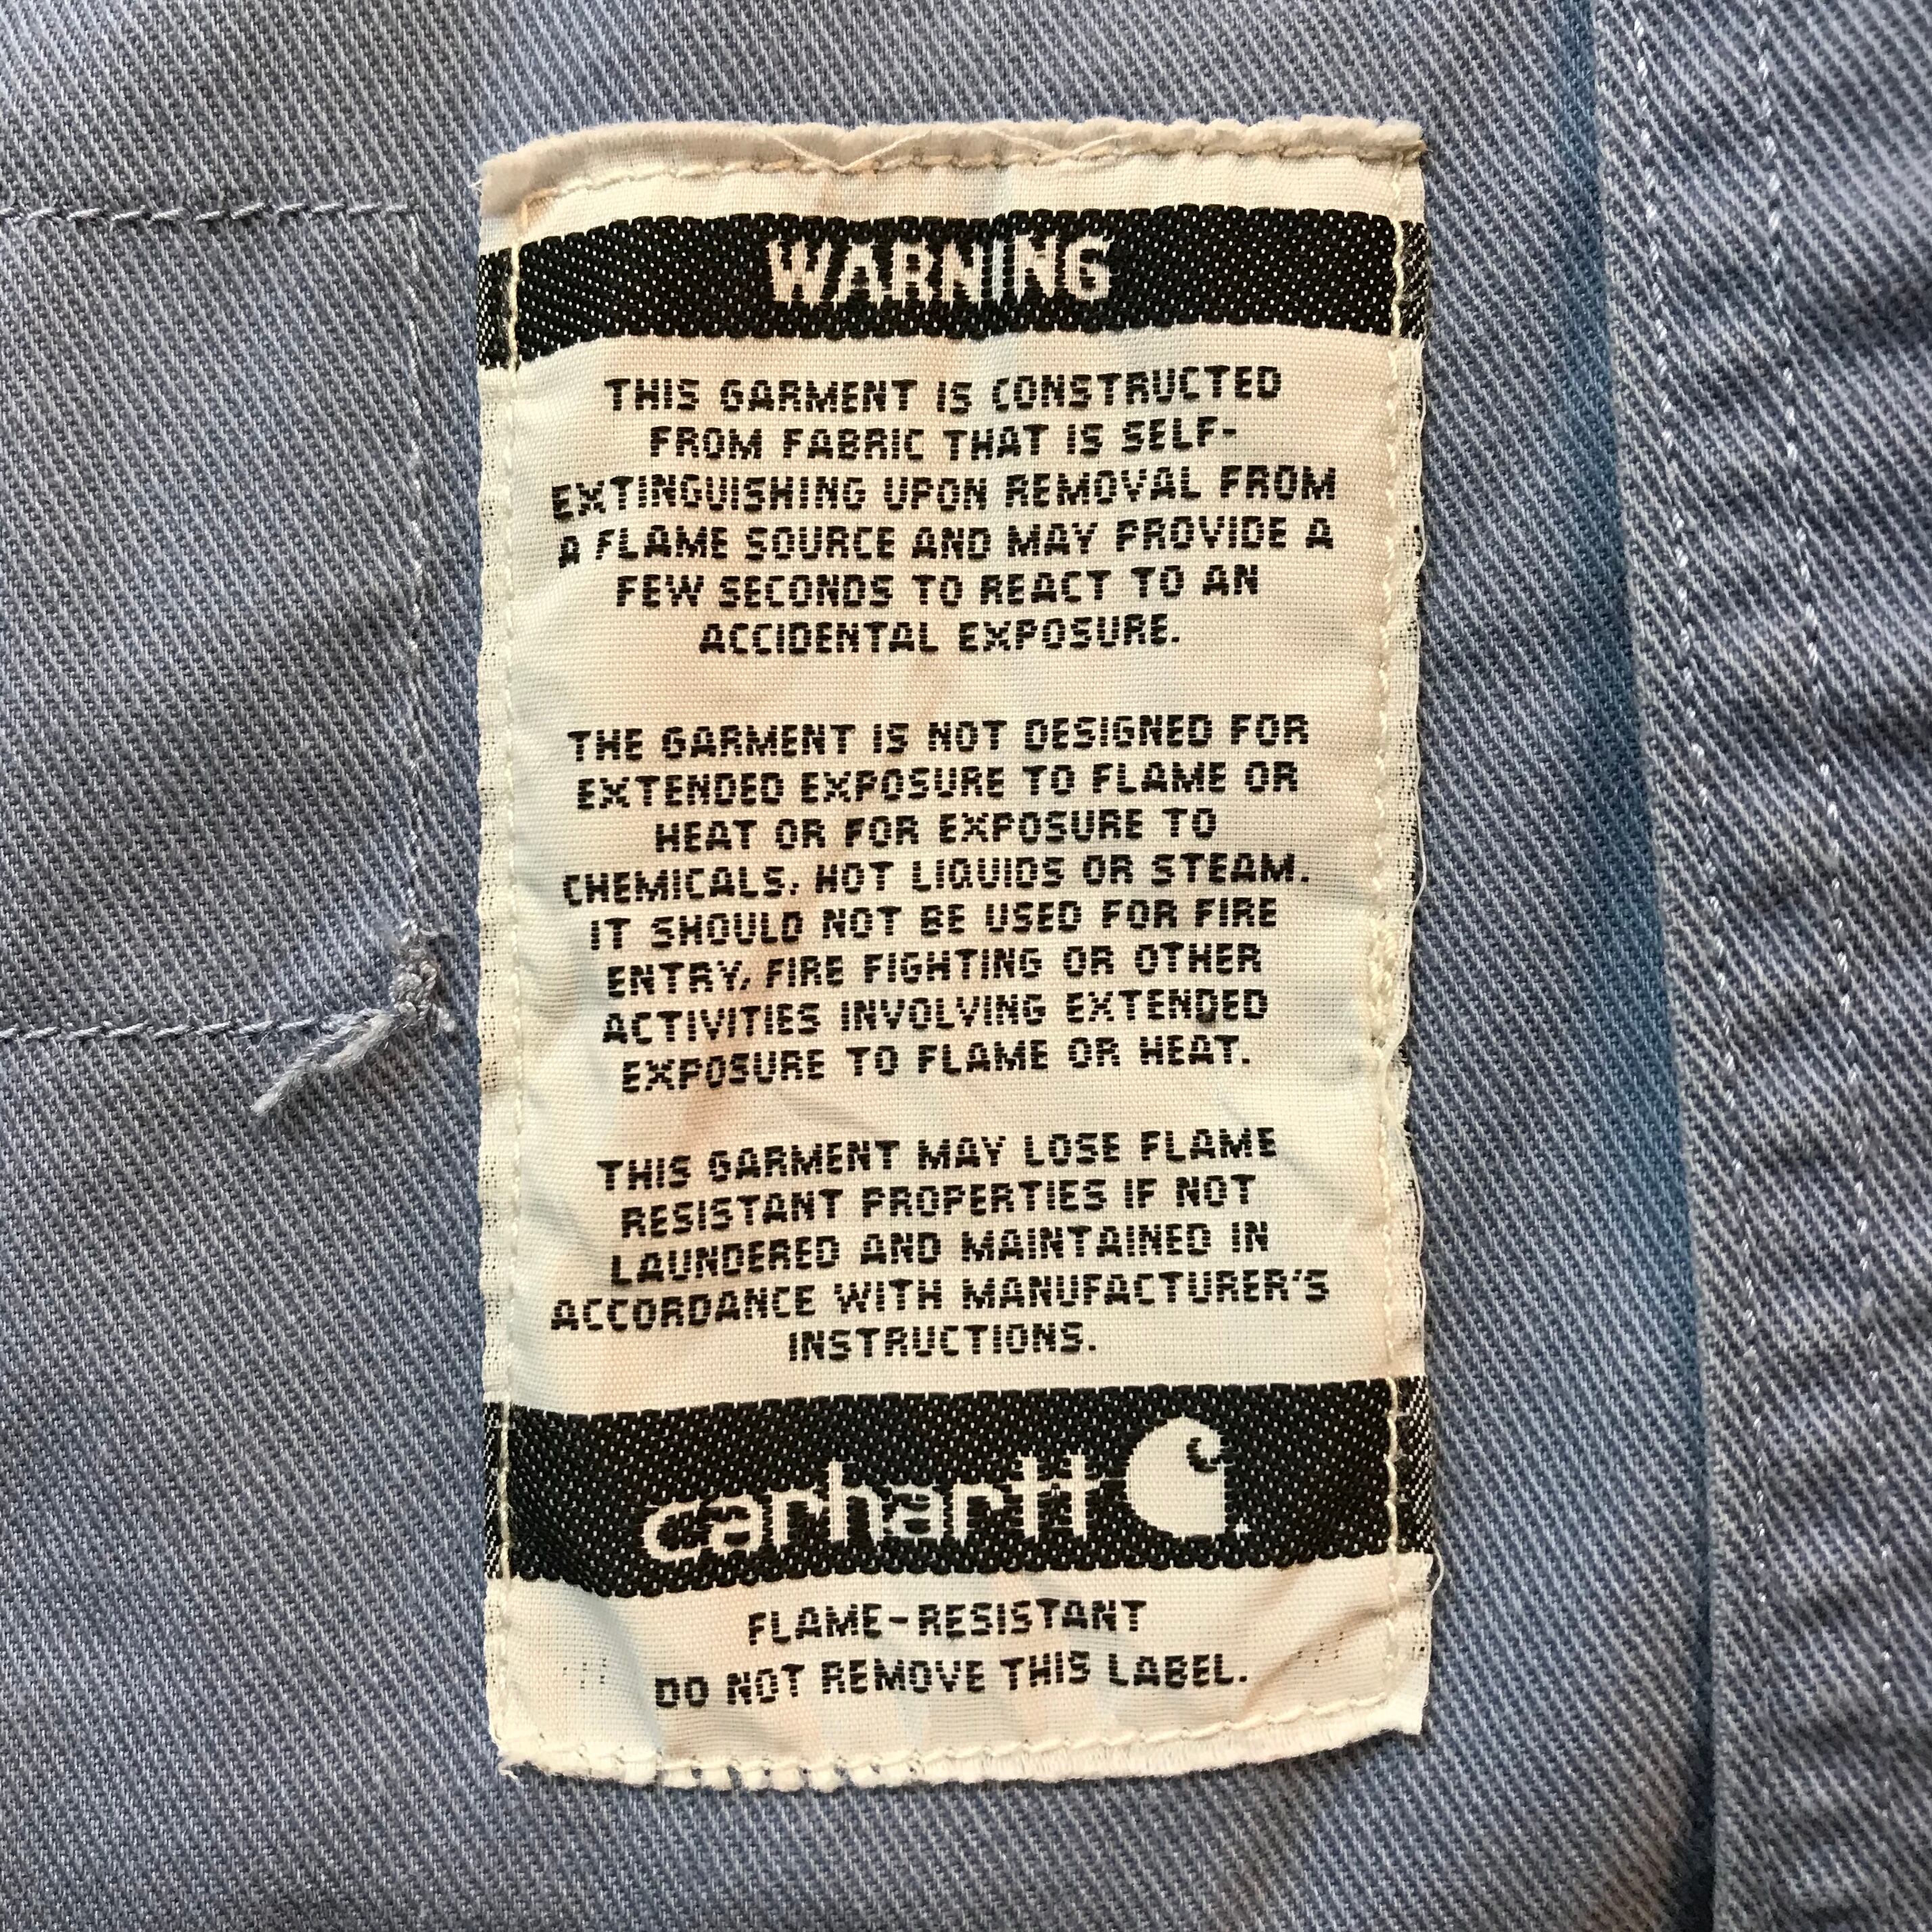 WARNING
THIS GARMENT IS CONSTRUCTED
FROM FABRIC THAT IS SELF-
EXTINGUISHING UPON REMOVAL FROM
A FLAME SOURCE AND MAY PROVIDE A
FEW SECONDS TO REACT TO AN
ACCIDENTAL EXPOSURE.
THE GARMENT IS NOT DESIGNED FOR
EXTENDED EXPOSURE TO FLAME OR
HEAT OR FOR EXPOSURE TO
CHEMICALS, HOT LIQUIDS OR STEAM.
IT SHOULD NOT BE USED FOR FIRE
ENTRY, FIRE FIGHTING OR OTHER
ACTIVITIES INVOLVING EXTENDED
EXPOSURE TO FLAME OR HEAT.
THIS GARMENT MAY LOSE FLAME
RESISTANT PROPERTIES IF NOT
LAUNDERED AND MAINTAINED IN
ACCORDANCE WITH MANUFACTURER'S
INSTRUCTIONS.
carhartt
FLAME-RESISTANT
DO NOT REMOVE THIS LABEL.